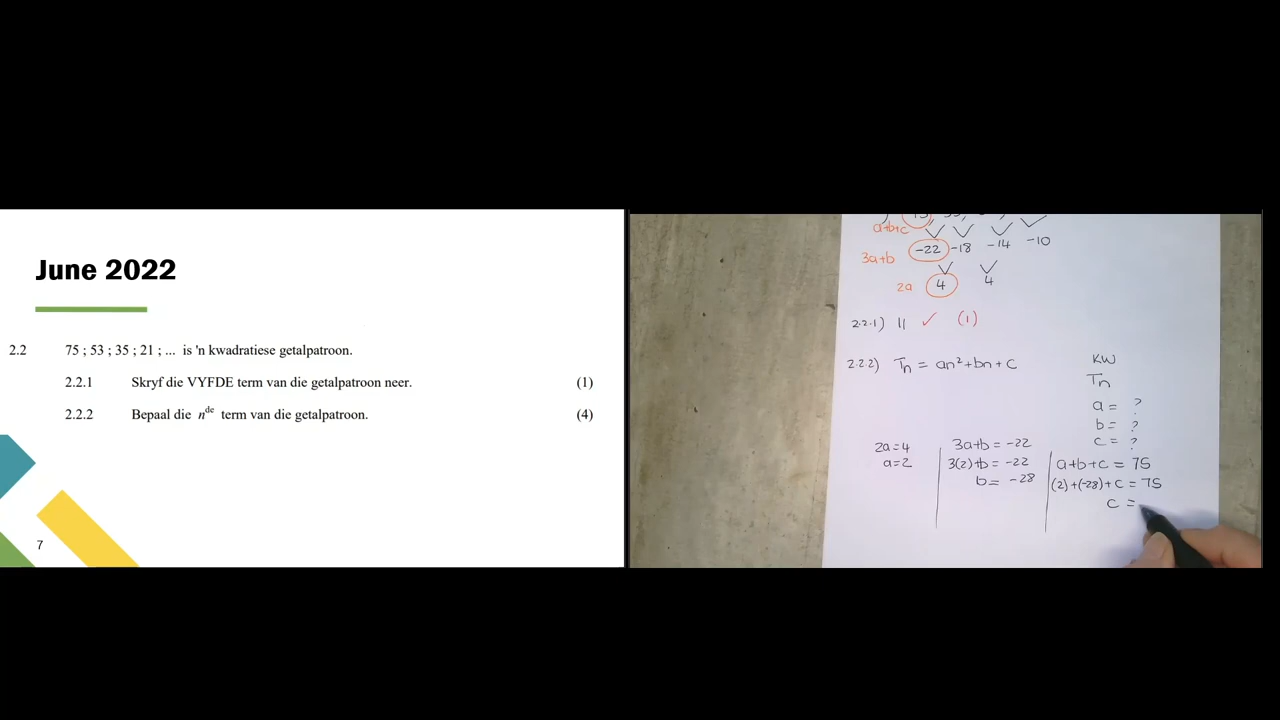 June 2022
2.2 75 ; 53 ; 35 ; 21 ; ... is 'n kwadratiese getalpatroon.
2.2.1 Skryf die VYFDE term van die getalpatroon neer. (1)
2.2.2 Bepaal die nde term van die getalpatroon. (4)
7
a+b+c
3a+b -22 -18 -14 -10
2a 4 4
2.2.1) 11 ✓ (1)
2.2.2) Tn = an²+bn+c
KW
Tn
a = ?
b = ?
c = ?
2a=4
a=2
3a+b = -22
3(2)+b = -22
b = -28
a+b+c = 75
(2)+(-28)+c = 75
c =